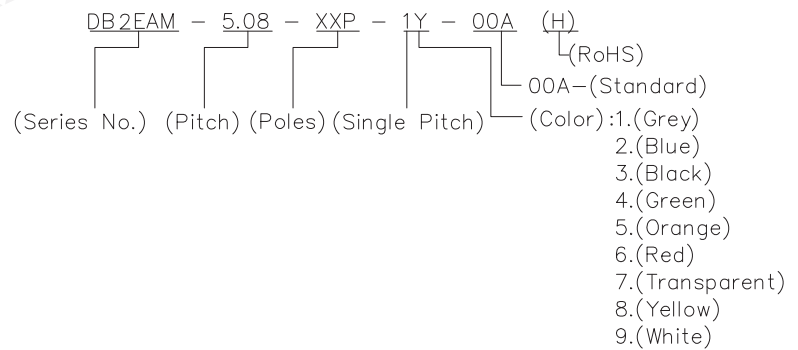 DB2EAM - 5.08 - XXP - 1Y - 00A (H)
(RoHS)
00A-(Standard)
(Series No.) (Pitch) (Poles) (Single Pitch) (Color):1.(Grey)
2.(Blue)
3.(Black)
4.(Green)
5.(Orange)
6.(Red)
7.(Transparent)
8.(Yellow)
9.(White)